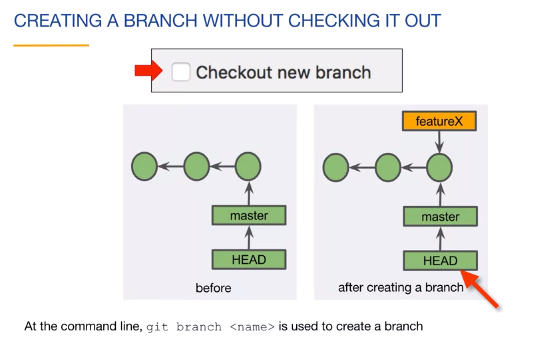 CREATING A BRANCH WITHOUT CHECKING IT OUT
Checkout new branch
master
HEAD
before
featureX
master
HEAD
after creating a branch
At the command line, git branch <name> is used to create a branch